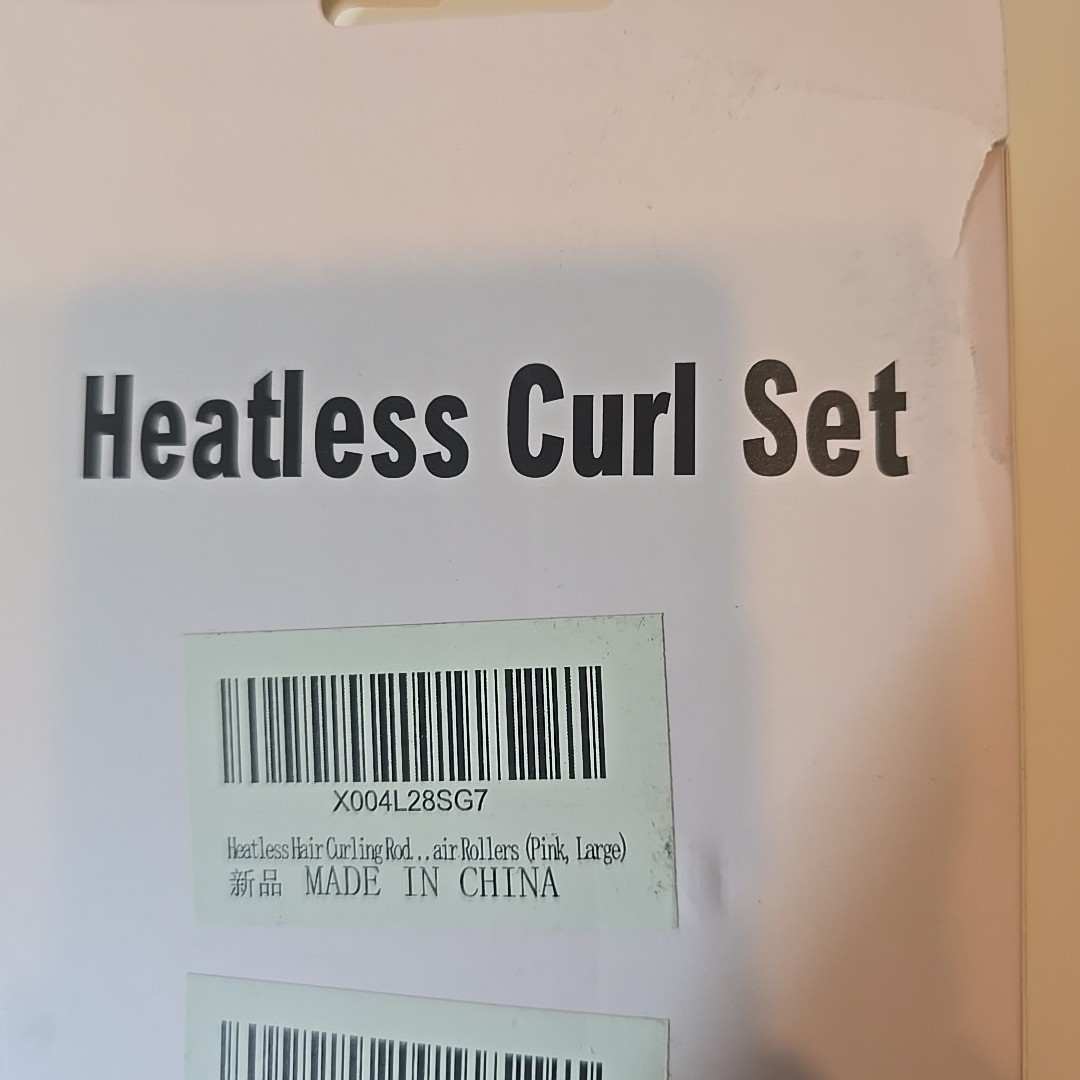 Heatless Curl Set
X004L28SG7
Heatless Hair Curling Rod...air Rollers (Pink, Large)
新品 MADE IN CHINA